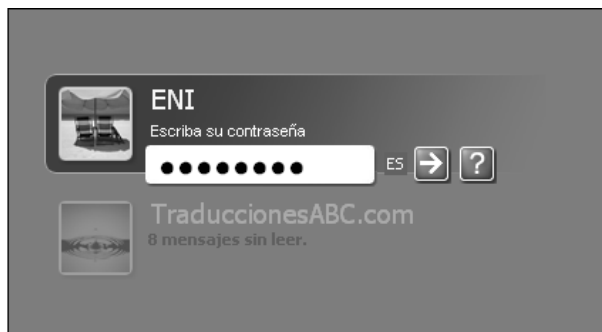 ENI
Escriba su contraseña
●●●●●●●● ES ?
TraduccionesABC.com
8 mensajes sin leer.